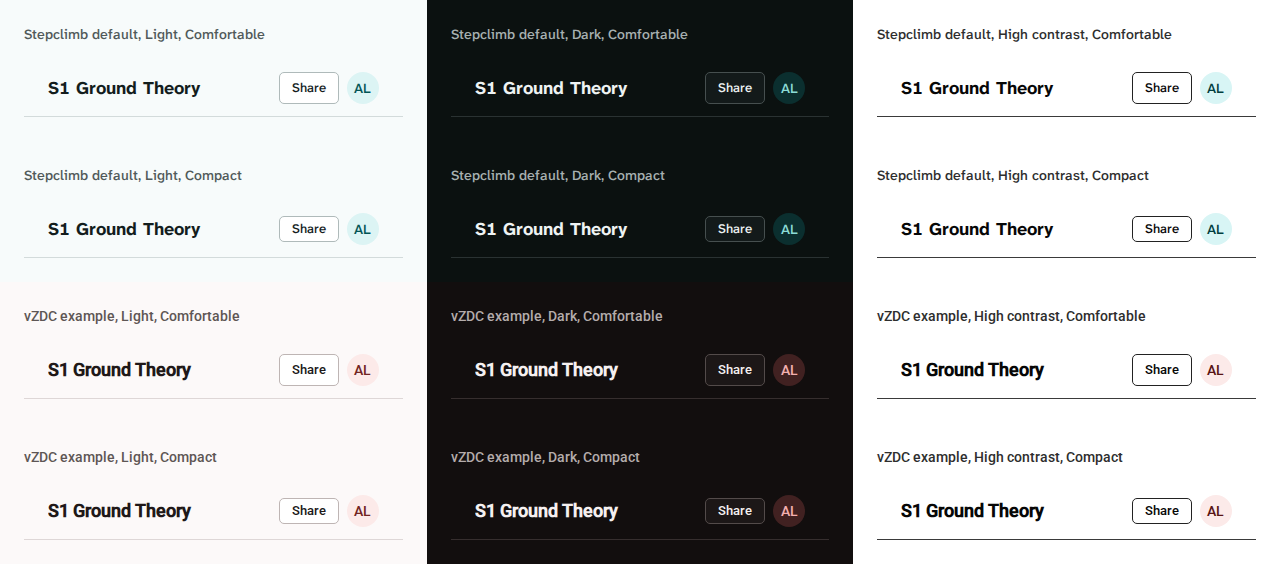 Stepclimb default, Light, Comfortable
S1 Ground Theory Share AL
Stepclimb default, Light, Compact
S1 Ground Theory Share AL
vZDC example, Light, Comfortable
S1 Ground Theory Share AL
vZDC example, Light, Compact
S1 Ground Theory Share AL
Stepclimb default, Dark, Comfortable
S1 Ground Theory Share AL
Stepclimb default, Dark, Compact
S1 Ground Theory Share AL
vZDC example, Dark, Comfortable
S1 Ground Theory Share AL
vZDC example, Dark, Compact
S1 Ground Theory Share AL
Stepclimb default, High contrast, Comfortable
S1 Ground Theory Share AL
Stepclimb default, High contrast, Compact
S1 Ground Theory Share AL
vZDC example, High contrast, Comfortable
S1 Ground Theory Share AL
vZDC example, High contrast, Compact
S1 Ground Theory Share AL